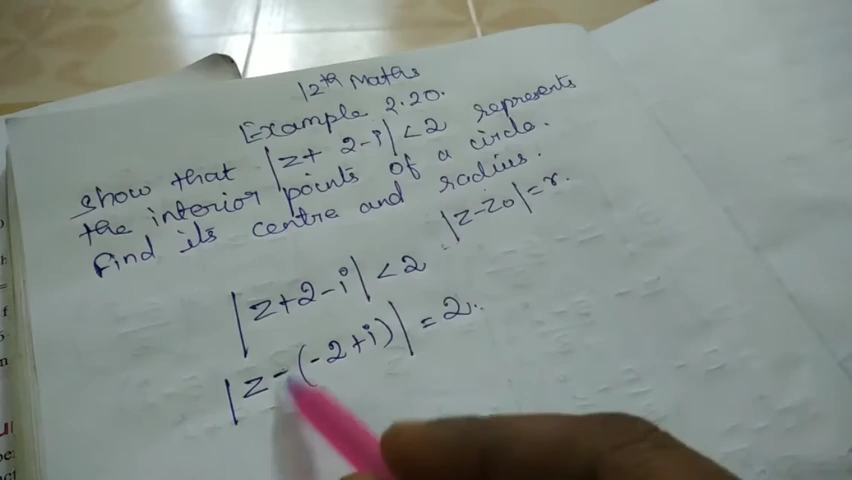 12th Maths
Example 2.20.
Show that |z+ 2-i| <2 represents
the interior points of a circle.
Find its centre and radius.
|z-z0|=r.
|z+2-i| <2
|z-(-2+i)| = 2.